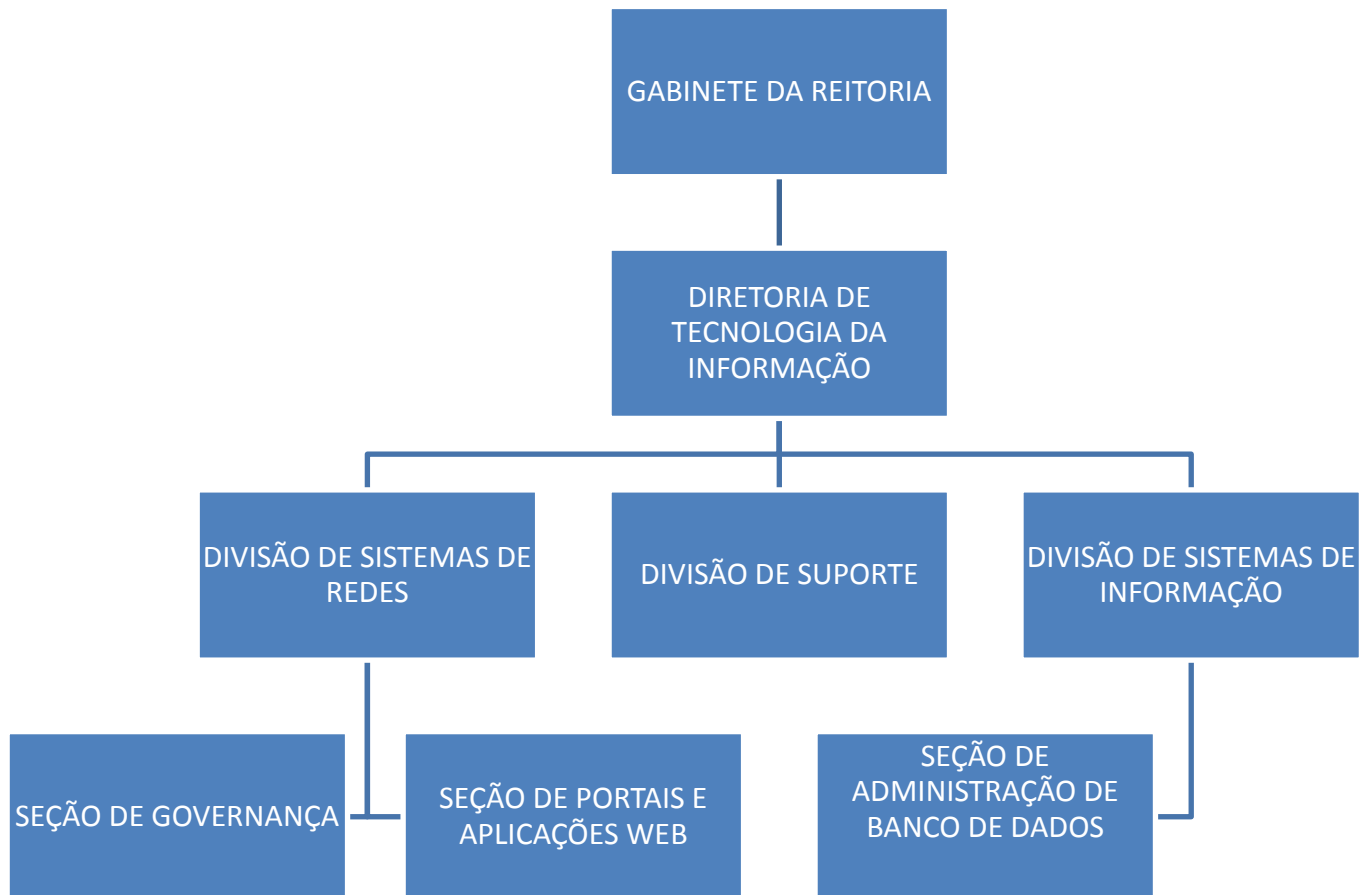 GABINETE DA REITORIA
DIRETORIA DE
TECNOLOGIA DA
INFORMAÇÃO
DIVISÃO DE SISTEMAS DE
REDES
DIVISÃO DE SUPORTE
DIVISÃO DE SISTEMAS DE
INFORMAÇÃO
SEÇÃO DE GOVERNANÇA
SEÇÃO DE PORTAIS E
APLICAÇÕES WEB
SEÇÃO DE
ADMINISTRAÇÃO DE
BANCO DE DADOS